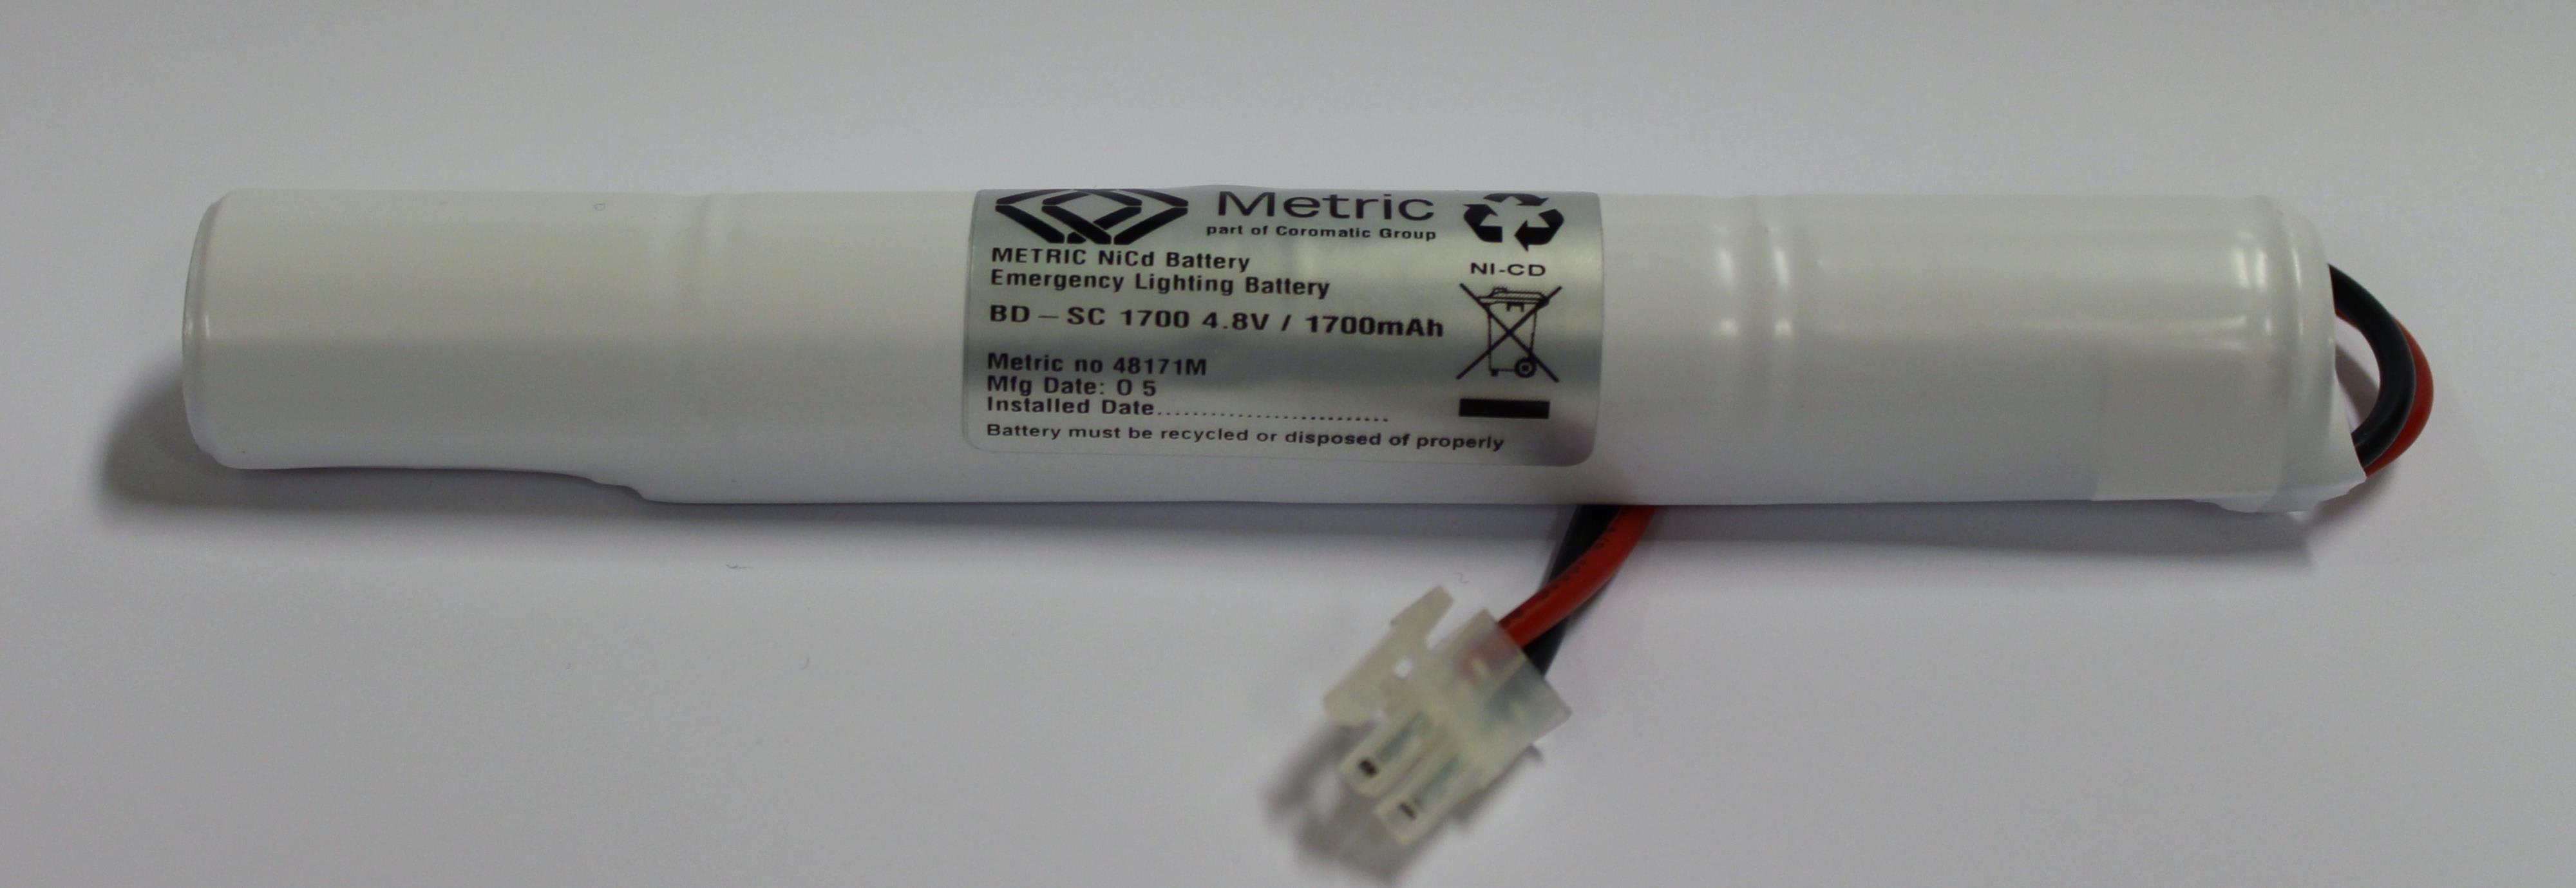 Metric
part of Coromatic Group
NI-CD
METRIC NiCd Battery
Emergency Lighting Battery
BD – SC 1700 4.8V / 1700mAh
Metric no 48171M
Mfg Date: O 5
Installed Date..........................
Battery must be recycled or disposed of properly